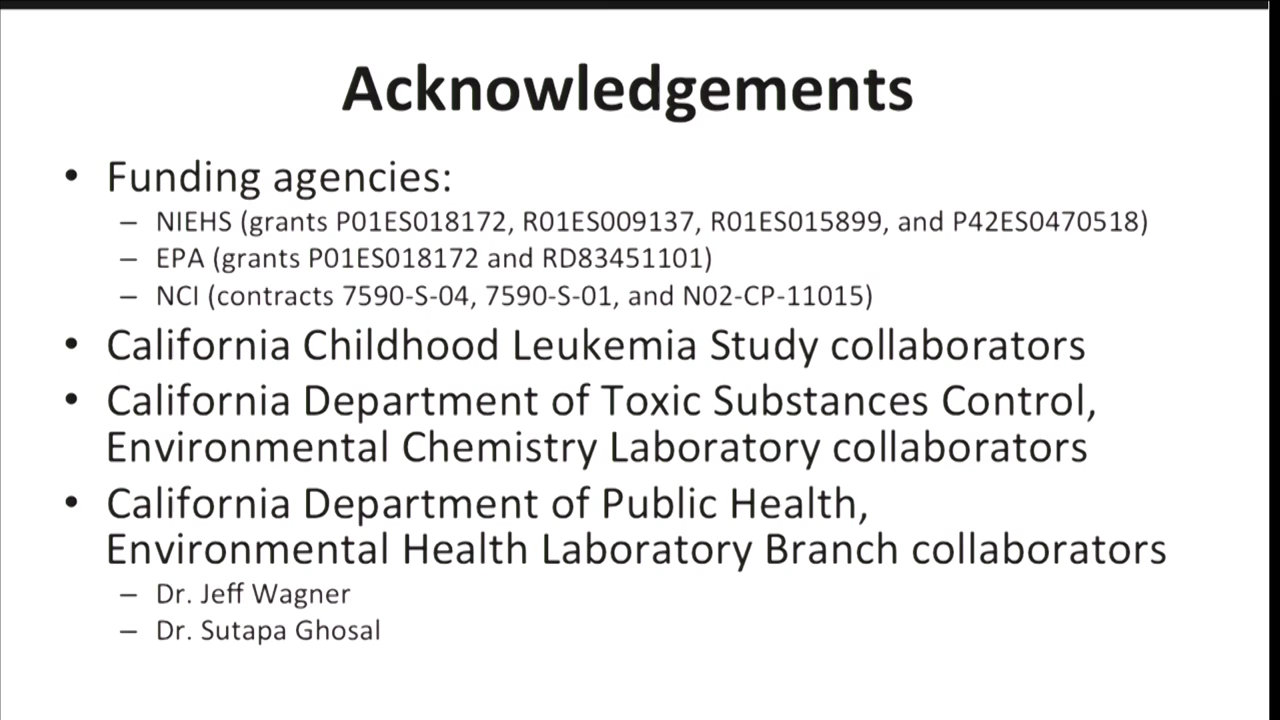 Acknowledgements
• Funding agencies:
– NIEHS (grants P01ES018172, R01ES009137, R01ES015899, and P42ES0470518)
– EPA (grants P01ES018172 and RD83451101)
– NCI (contracts 7590-S-04, 7590-S-01, and N02-CP-11015)
• California Childhood Leukemia Study collaborators
• California Department of Toxic Substances Control,
Environmental Chemistry Laboratory collaborators
• California Department of Public Health,
Environmental Health Laboratory Branch collaborators
– Dr. Jeff Wagner
– Dr. Sutapa Ghosal